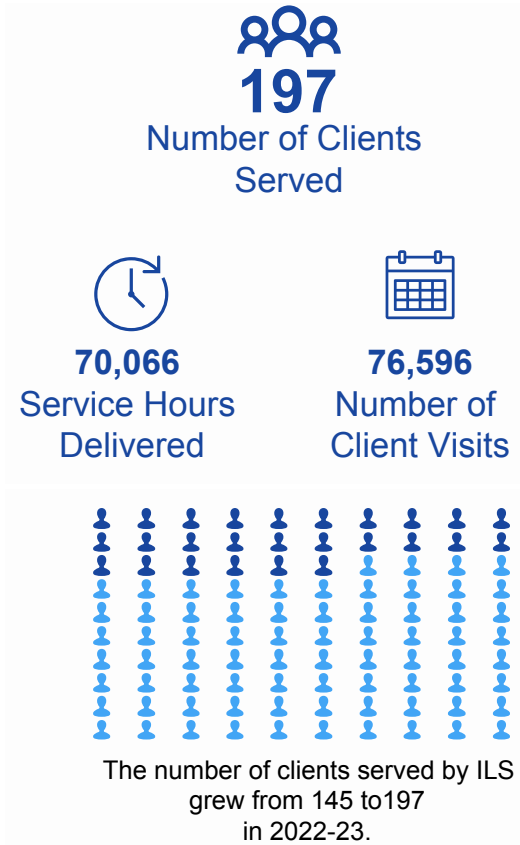 197
Number of Clients
Served
70,066
Service Hours
Delivered
76,596
Number of
Client Visits
The number of clients served by ILS
grew from 145 to197
in 2022-23.